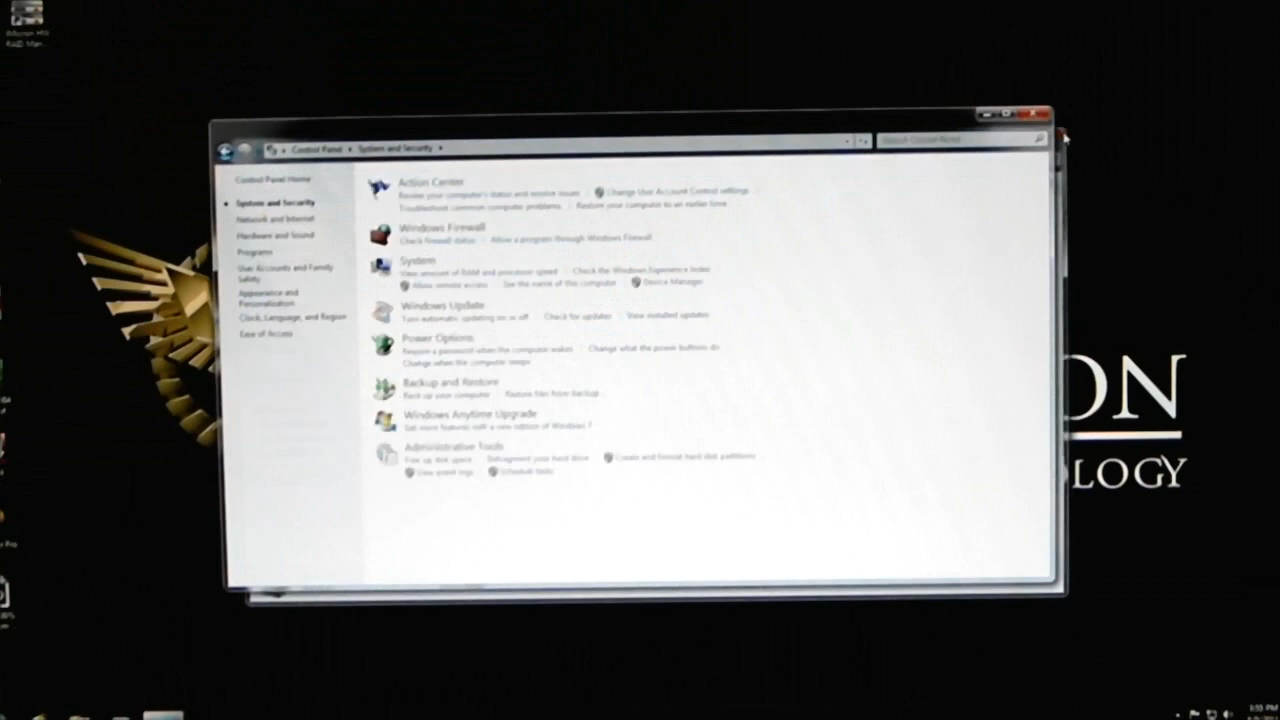 RAID Man...
Control Panel ▸ System and Security ▸
Search Control Panel
Control Panel Home
System and Security
Network and Internet
Hardware and Sound
Programs
User Accounts and Family
Safety
Appearance and
Personalization
Clock, Language, and Region
Ease of Access
Action Center
Review your computer's status and resolve issues
Change User Account Control settings
Troubleshoot common computer problems
Restore your computer to an earlier time
Windows Firewall
Check firewall status
Allow a program through Windows Firewall
System
View amount of RAM and processor speed
Check the Windows Experience Index
Allow remote access
See the name of this computer
Device Manager
Windows Update
Turn automatic updating on or off
Check for updates
View installed updates
Power Options
Require a password when the computer wakes
Change what the power buttons do
Change when the computer sleeps
Backup and Restore
Back up your computer
Restore files from backup
Windows Anytime Upgrade
Get more features with a new edition of Windows 7
Administrative Tools
Free up disk space
Defragment your hard drive
Create and format hard disk partitions
View event logs
Schedule tasks
ON
LOGY
Pro